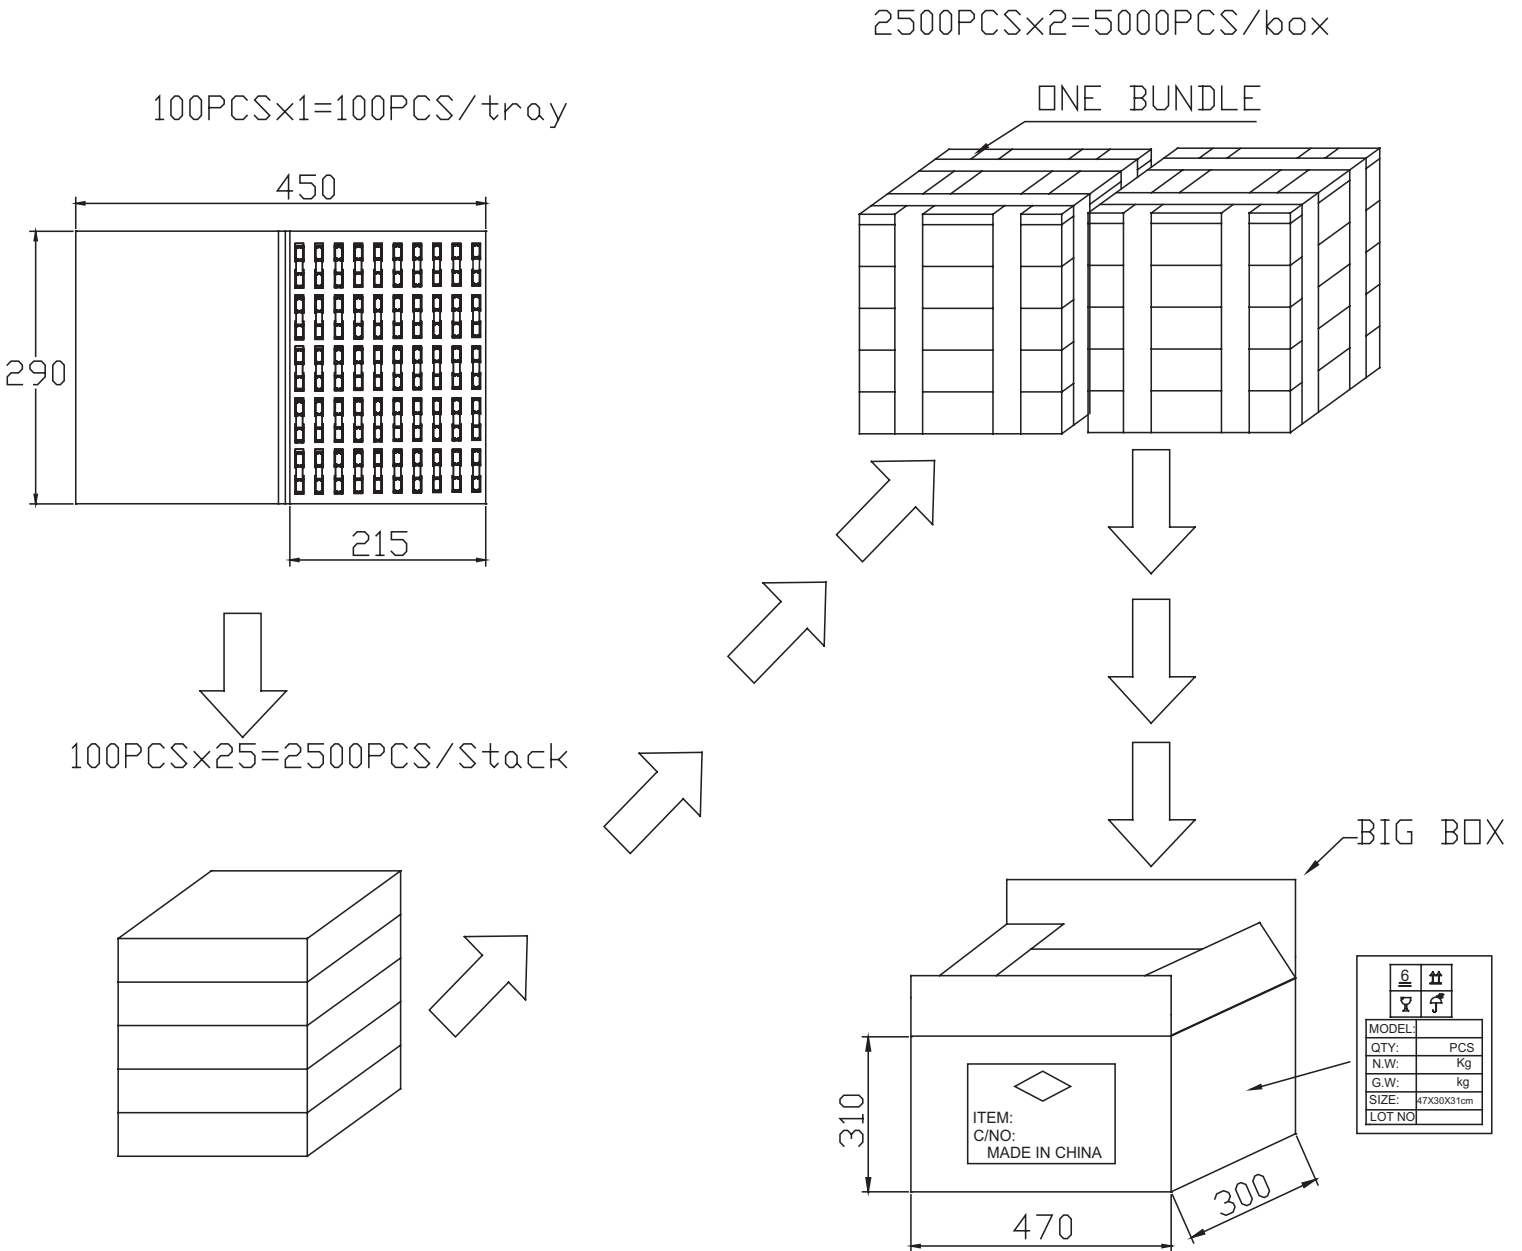 2500PCSx2=5000PCS/box
ONE BUNDLE
100PCSx1=100PCS/tray
450
290
215
100PCSx25=2500PCS/Stack
BIG BOX
6
MODEL:
QTY: PCS
N.W: Kg
G.W: kg
SIZE: 47X30X31cm
LOT NO
310
ITEM:
C/NO:
MADE IN CHINA
300
470